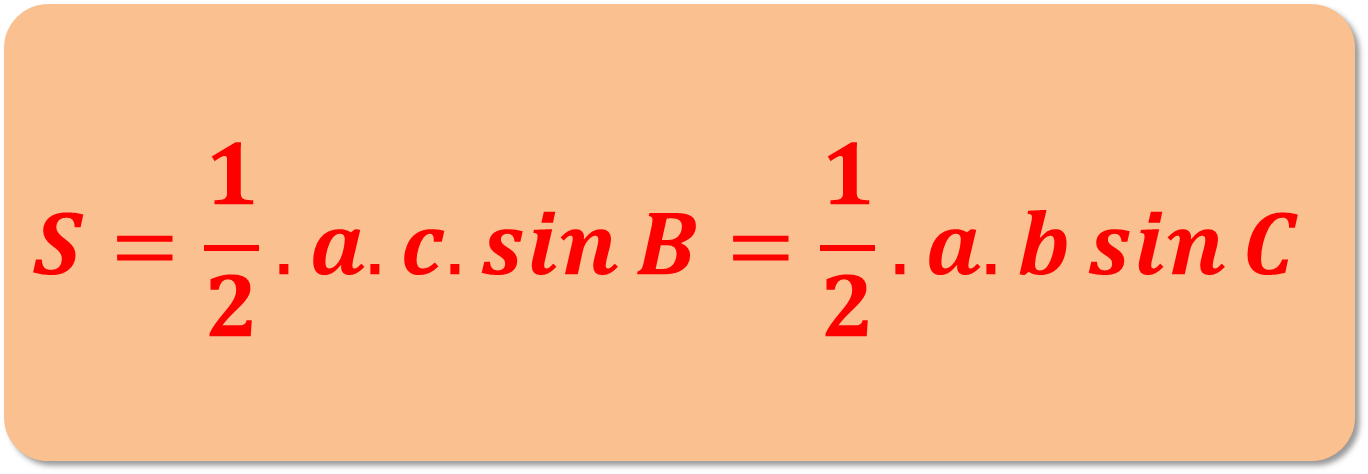 S = 1/2 . a. c. sin B = 1/2 . a. b sin C